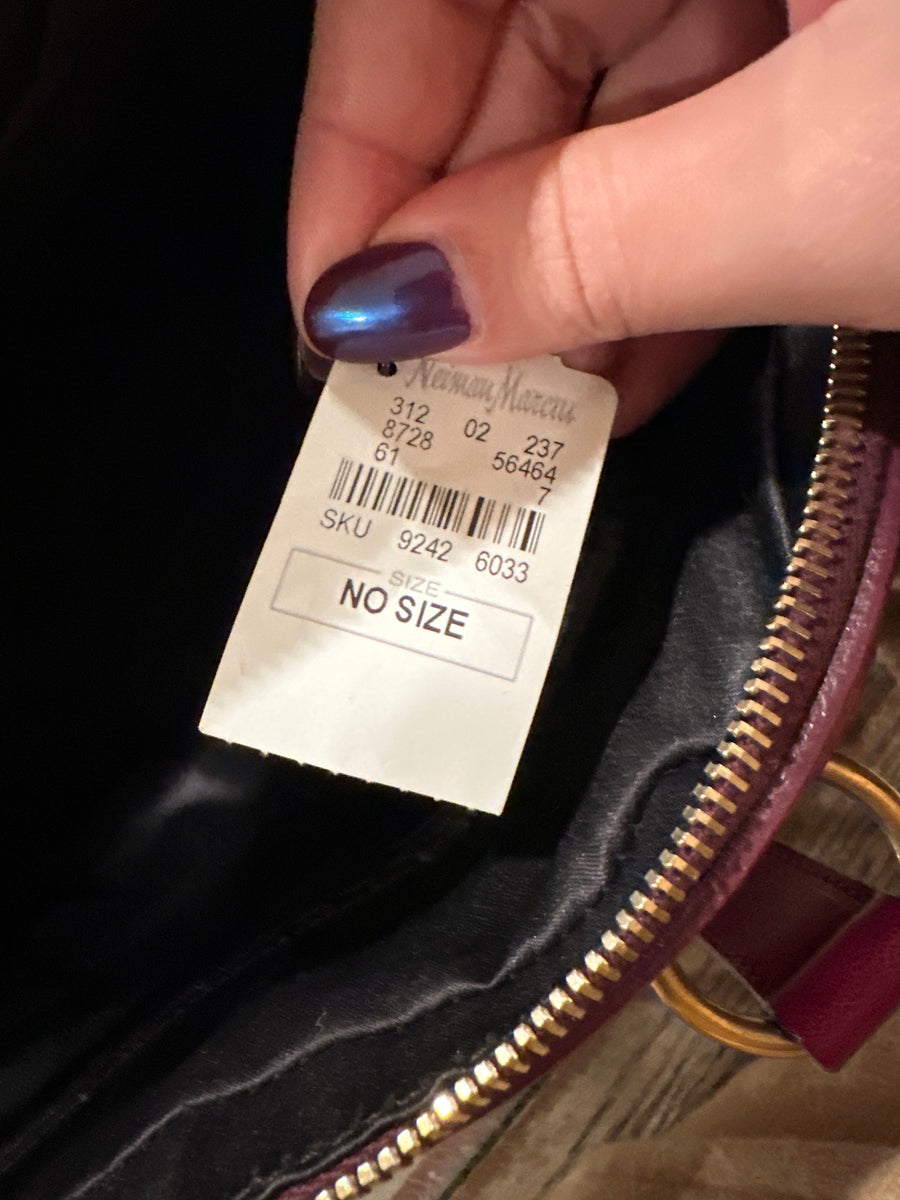 Neiman Marcus
312 02 237
8728 56464
61 7
SKU 9242 6033
SIZE
NO SIZE